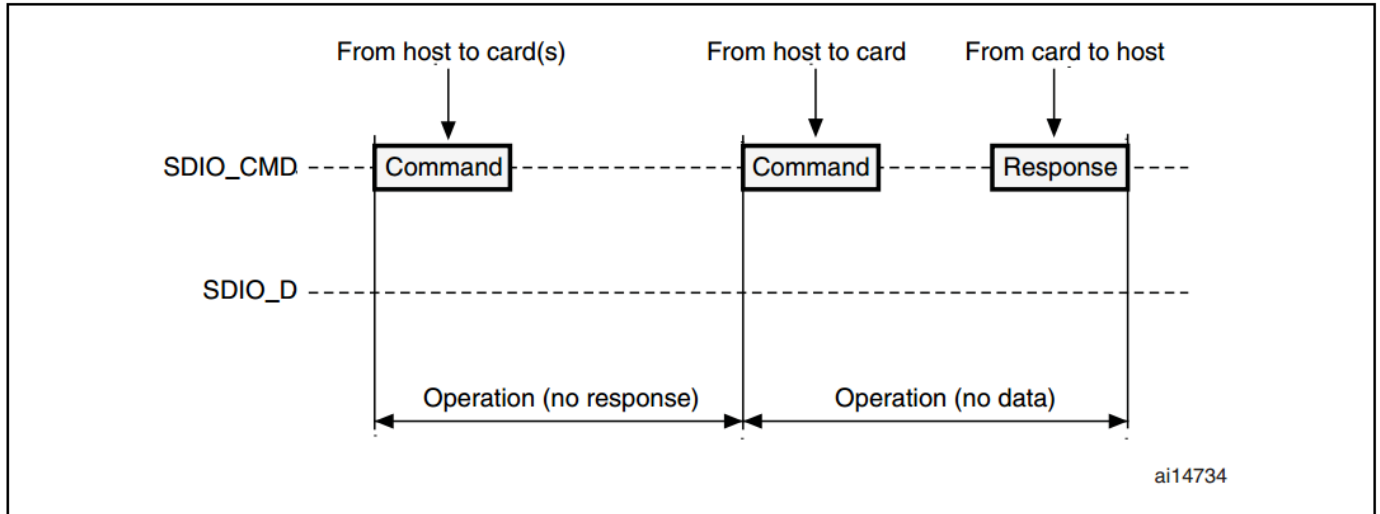 From host to card(s) From host to card From card to host
SDIO_CMD Command Command Response
SDIO_D
Operation (no response) Operation (no data)
ai14734